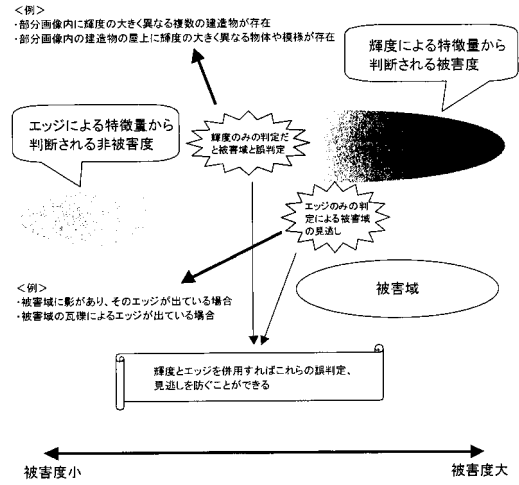 <例>
・部分画像内に輝度の大きく異なる複数の建造物が存在
・部分画像内の建造物の屋上に輝度の大きく異なる物体や模様が存在
輝度による特徴量から
判断される被害度
エッジによる特徴量から
判断される非被害度
輝度のみの判定だ
と被害域と誤判定
エッジのみの判
定による被害域
の見逃し
<例>
・被害域に影があり、そのエッジが出ている場合
・被害域の瓦礫によるエッジが出ている場合
被害域
輝度とエッジを併用すればこれらの誤判定、
見逃しを防ぐことができる
被害度小
被害度大